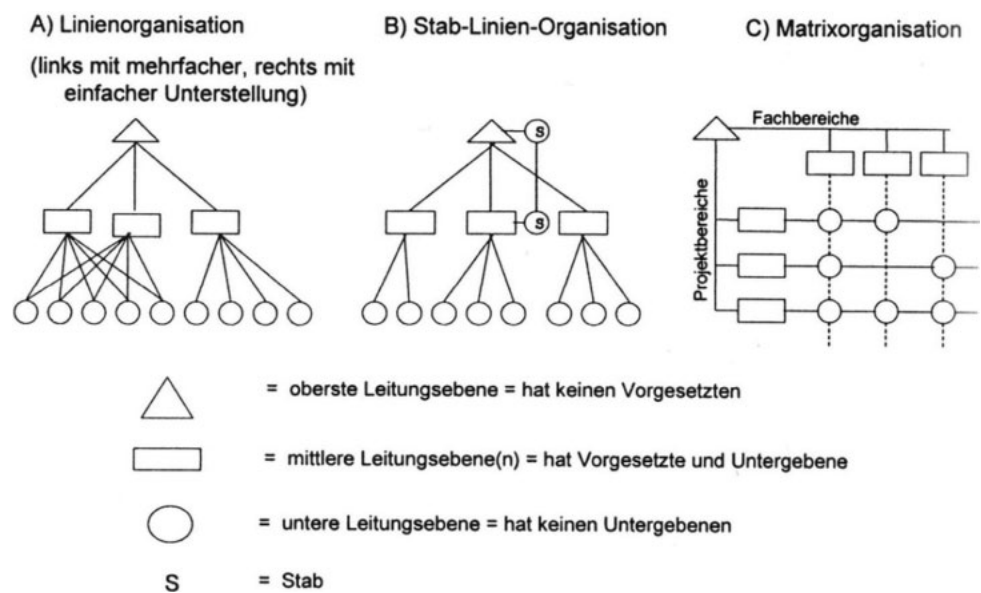 A) Linienorganisation
(links mit mehrfacher, rechts mit
einfacher Unterstellung)
B) Stab-Linien-Organisation
S
S
C) Matrixorganisation
Fachbereiche
Projektbereiche
= oberste Leitungsebene = hat keinen Vorgesetzten
= mittlere Leitungsebene(n) = hat Vorgesetzte und Untergebene
= untere Leitungsebene = hat keinen Untergebenen
S = Stab